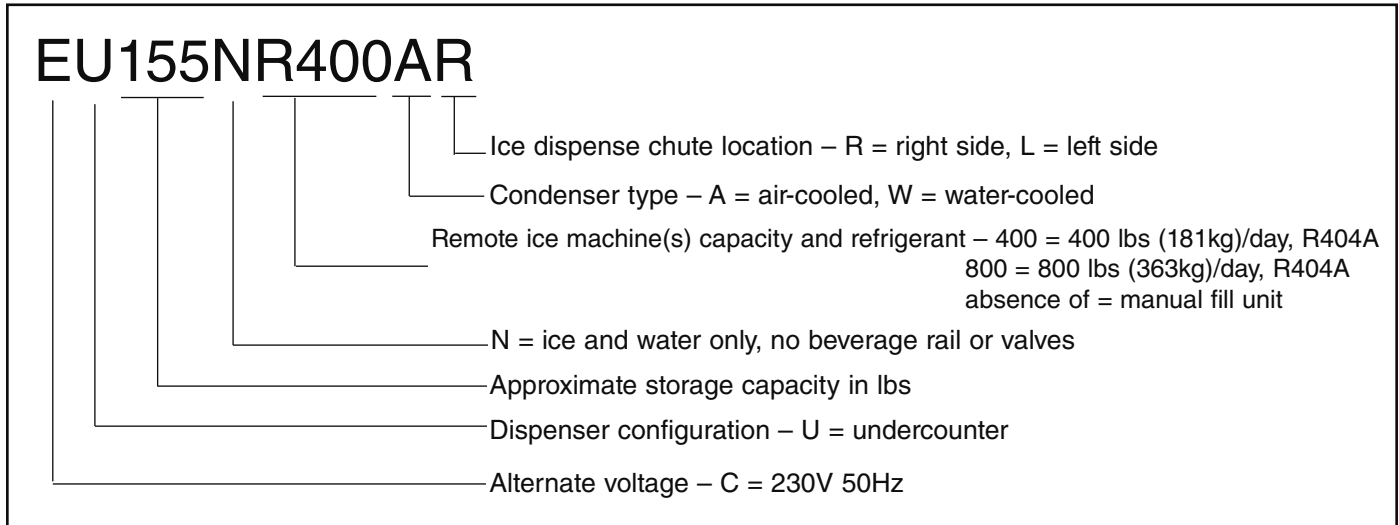 EU155NR400AR
Ice dispense chute location – R = right side, L = left side
Condenser type – A = air-cooled, W = water-cooled
Remote ice machine(s) capacity and refrigerant – 400 = 400 lbs (181kg)/day, R404A
800 = 800 lbs (363kg)/day, R404A
absence of = manual fill unit
N = ice and water only, no beverage rail or valves
Approximate storage capacity in lbs
Dispenser configuration – U = undercounter
Alternate voltage – C = 230V 50Hz